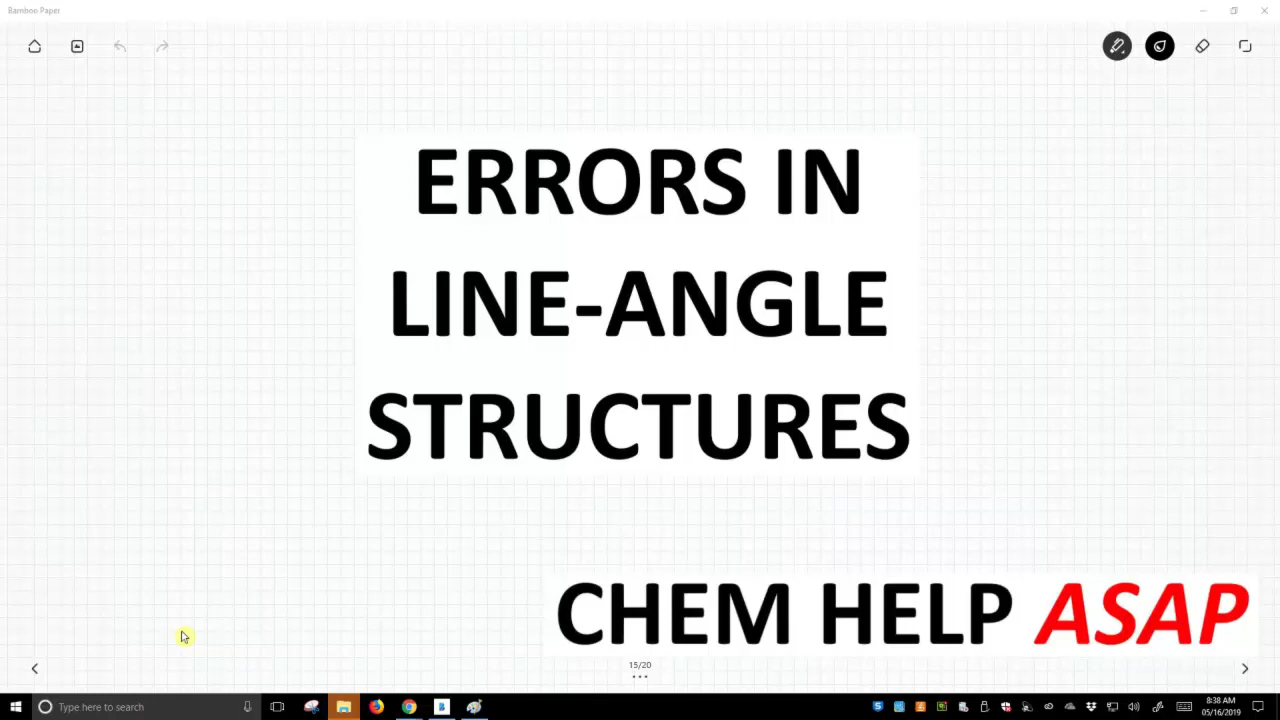 Bamboo Paper
ERRORS IN
LINE-ANGLE
STRUCTURES
CHEM HELP ASAP
15/20
Type here to search
8:38 AM
05/16/2019